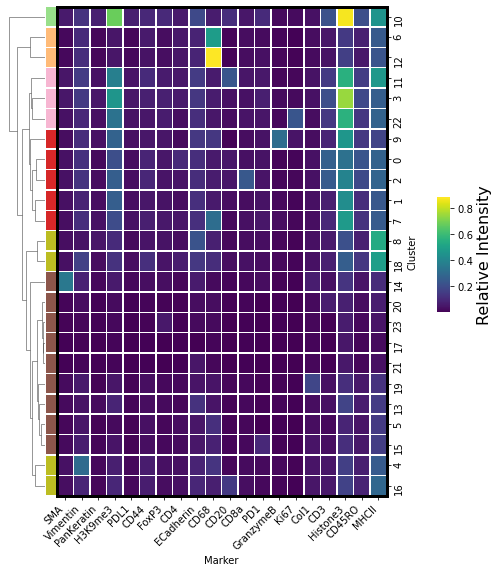 10
6
12
11
3
22
9
0
2
1
7
8
18
14
20
23
17
21
19
13
5
15
4
16
Cluster
0.8
0.6
0.4
0.2
Relative Intensity
SMA
Vimentin
PanKeratin
H3K9me3
PDL1
CD44
FoxP3
CD4
ECadherin
CD68
CD20
CD8a
PD1
GranzymeB
Ki67
Col1
CD3
Histone3
CD45RO
MHCII
Marker